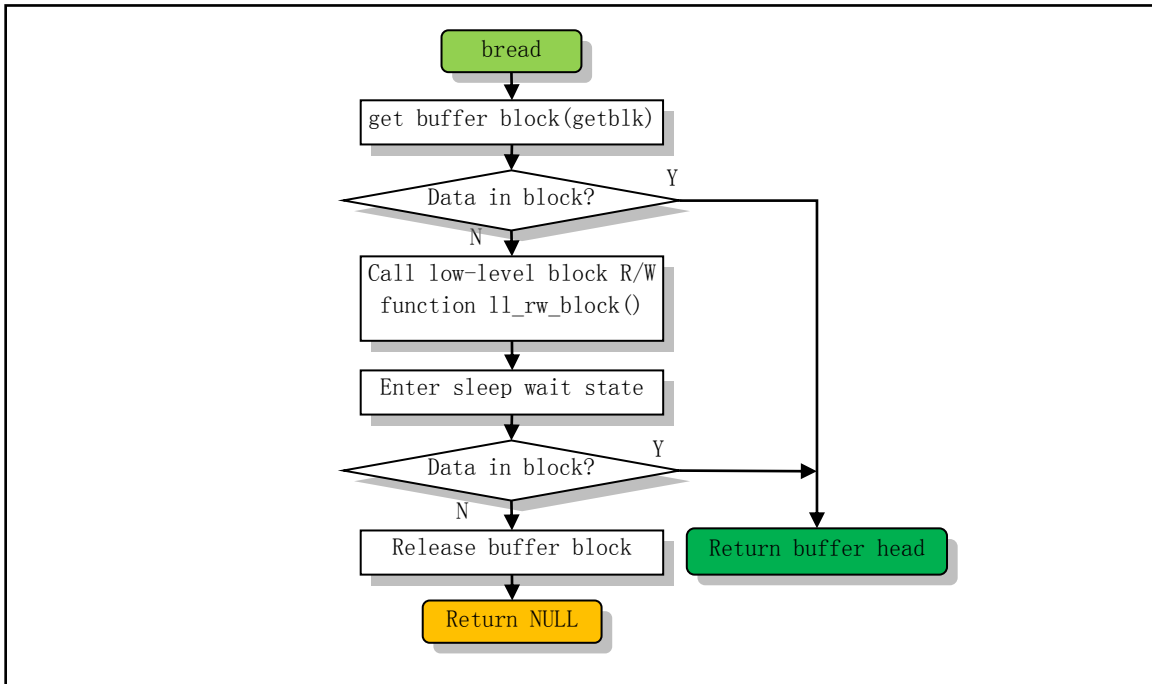 bread
get buffer block(getblk)
Data in block?
Y
N
Call low-level block R/W
function ll_rw_block()
Enter sleep wait state
Data in block?
Y
N
Release buffer block
Return buffer head
Return NULL